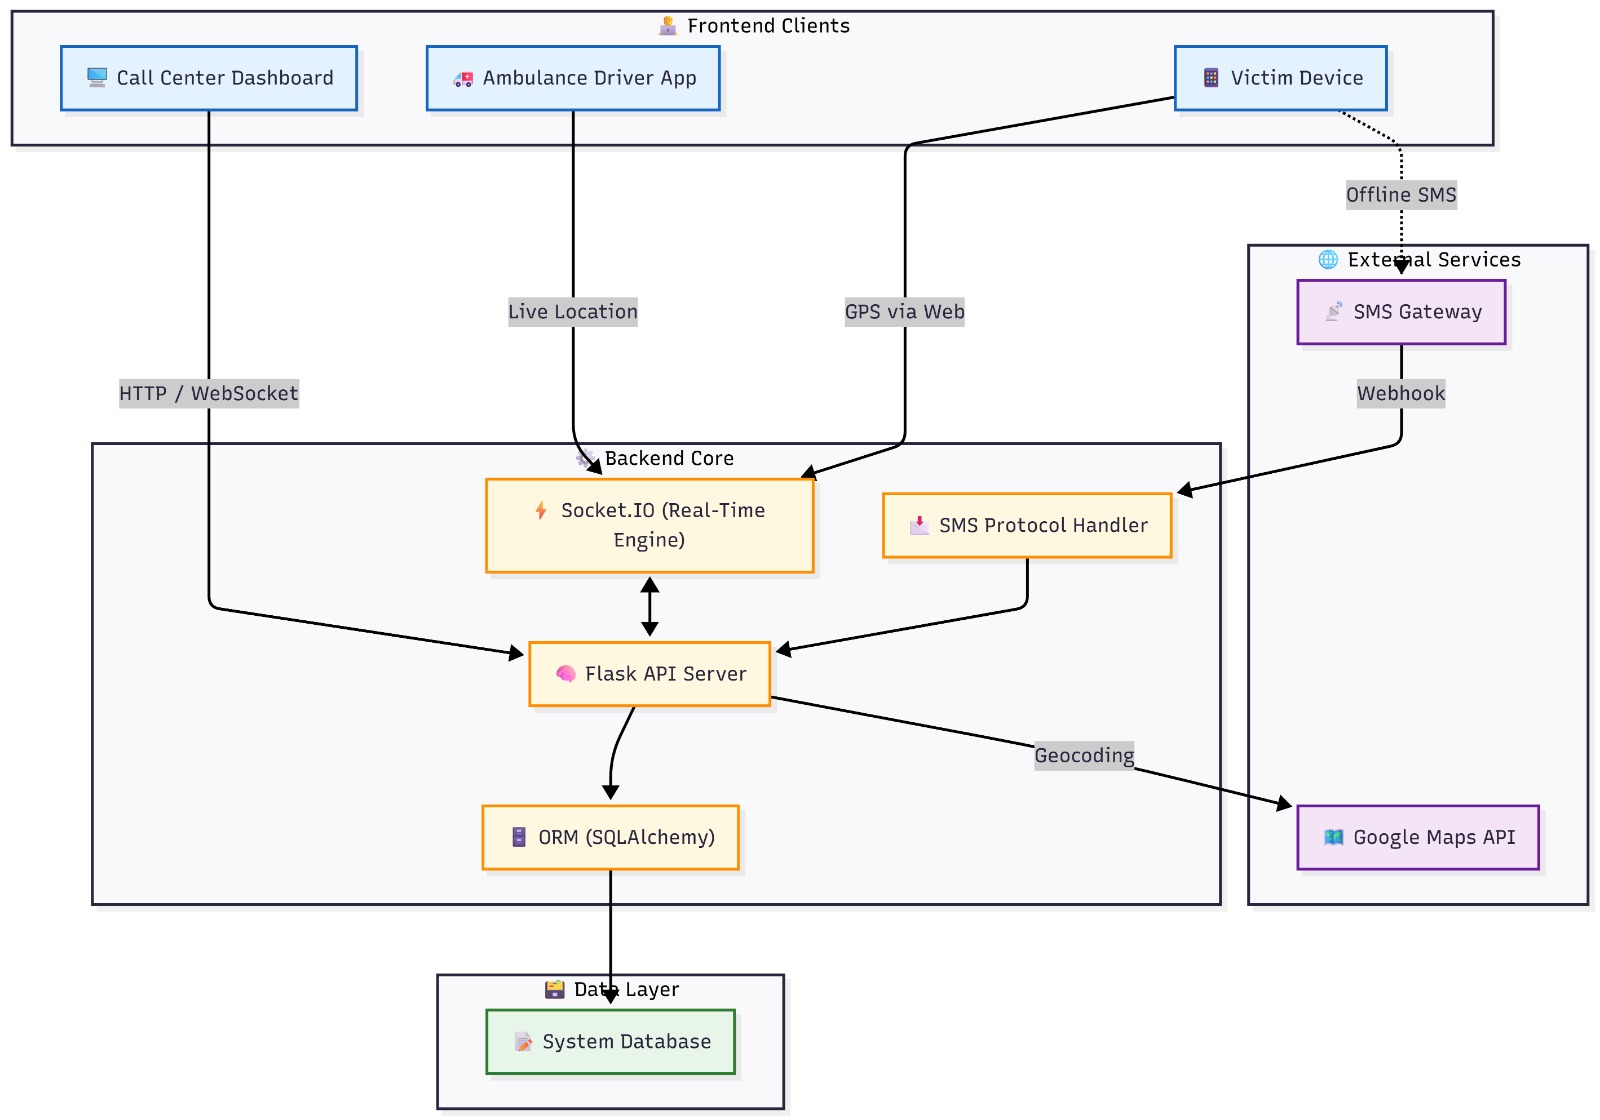 Frontend Clients
Call Center Dashboard
Ambulance Driver App
Victim Device
Offline SMS
External Services
SMS Gateway
Live Location
GPS via Web
HTTP / WebSocket
Webhook
Backend Core
Socket.IO (Real-Time
Engine)
SMS Protocol Handler
Flask API Server
Geocoding
ORM (SQLAlchemy)
Google Maps API
Data Layer
System Database